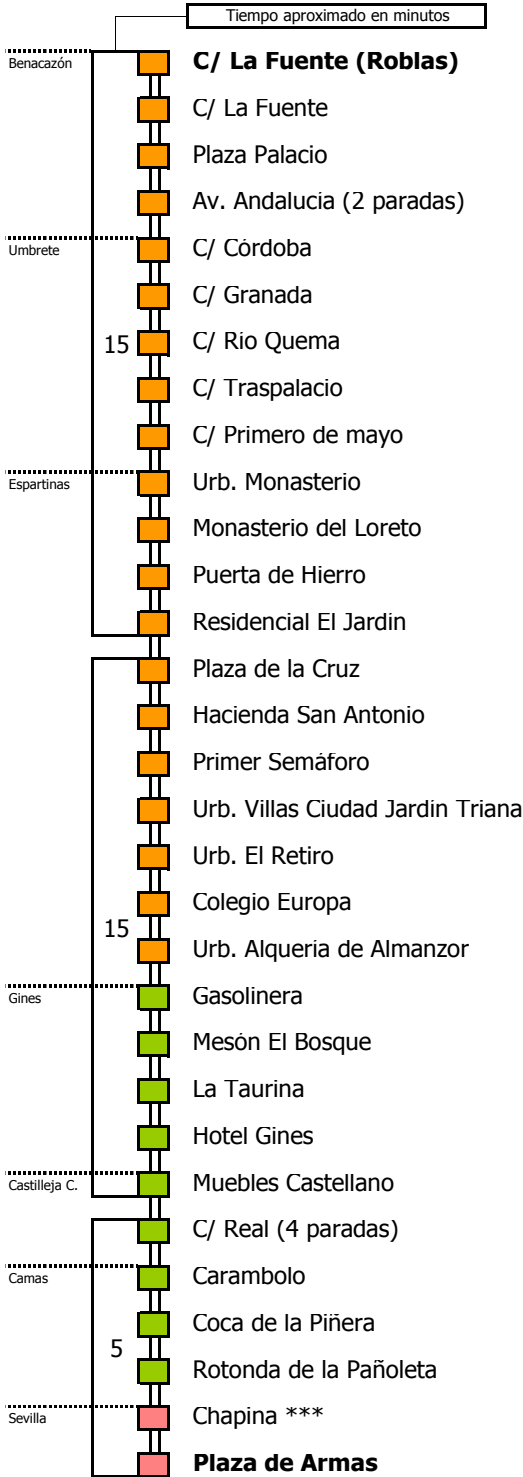 Tiempo aproximado en minutos
Benacazón
C/ La Fuente (Roblas)
C/ La Fuente
Plaza Palacio
Av. Andalucia (2 paradas)
Umbrete
C/ Córdoba
C/ Granada
15
C/ Rio Quema
C/ Traspalacio
C/ Primero de mayo
Espartinas
Urb. Monasterio
Monasterio del Loreto
Puerta de Hierro
Residencial El Jardin
Plaza de la Cruz
Hacienda San Antonio
Primer Semáforo
Urb. Villas Ciudad Jardin Triana
Urb. El Retiro
Colegio Europa
15
Urb. Alqueria de Almanzor
Gines
Gasolinera
Mesón El Bosque
La Taurina
Hotel Gines
Castilleja C.
Muebles Castellano
C/ Real (4 paradas)
Camas
Carambolo
Coca de la Piñera
5
Rotonda de la Pañoleta
Sevilla
Chapina ***
Plaza de Armas